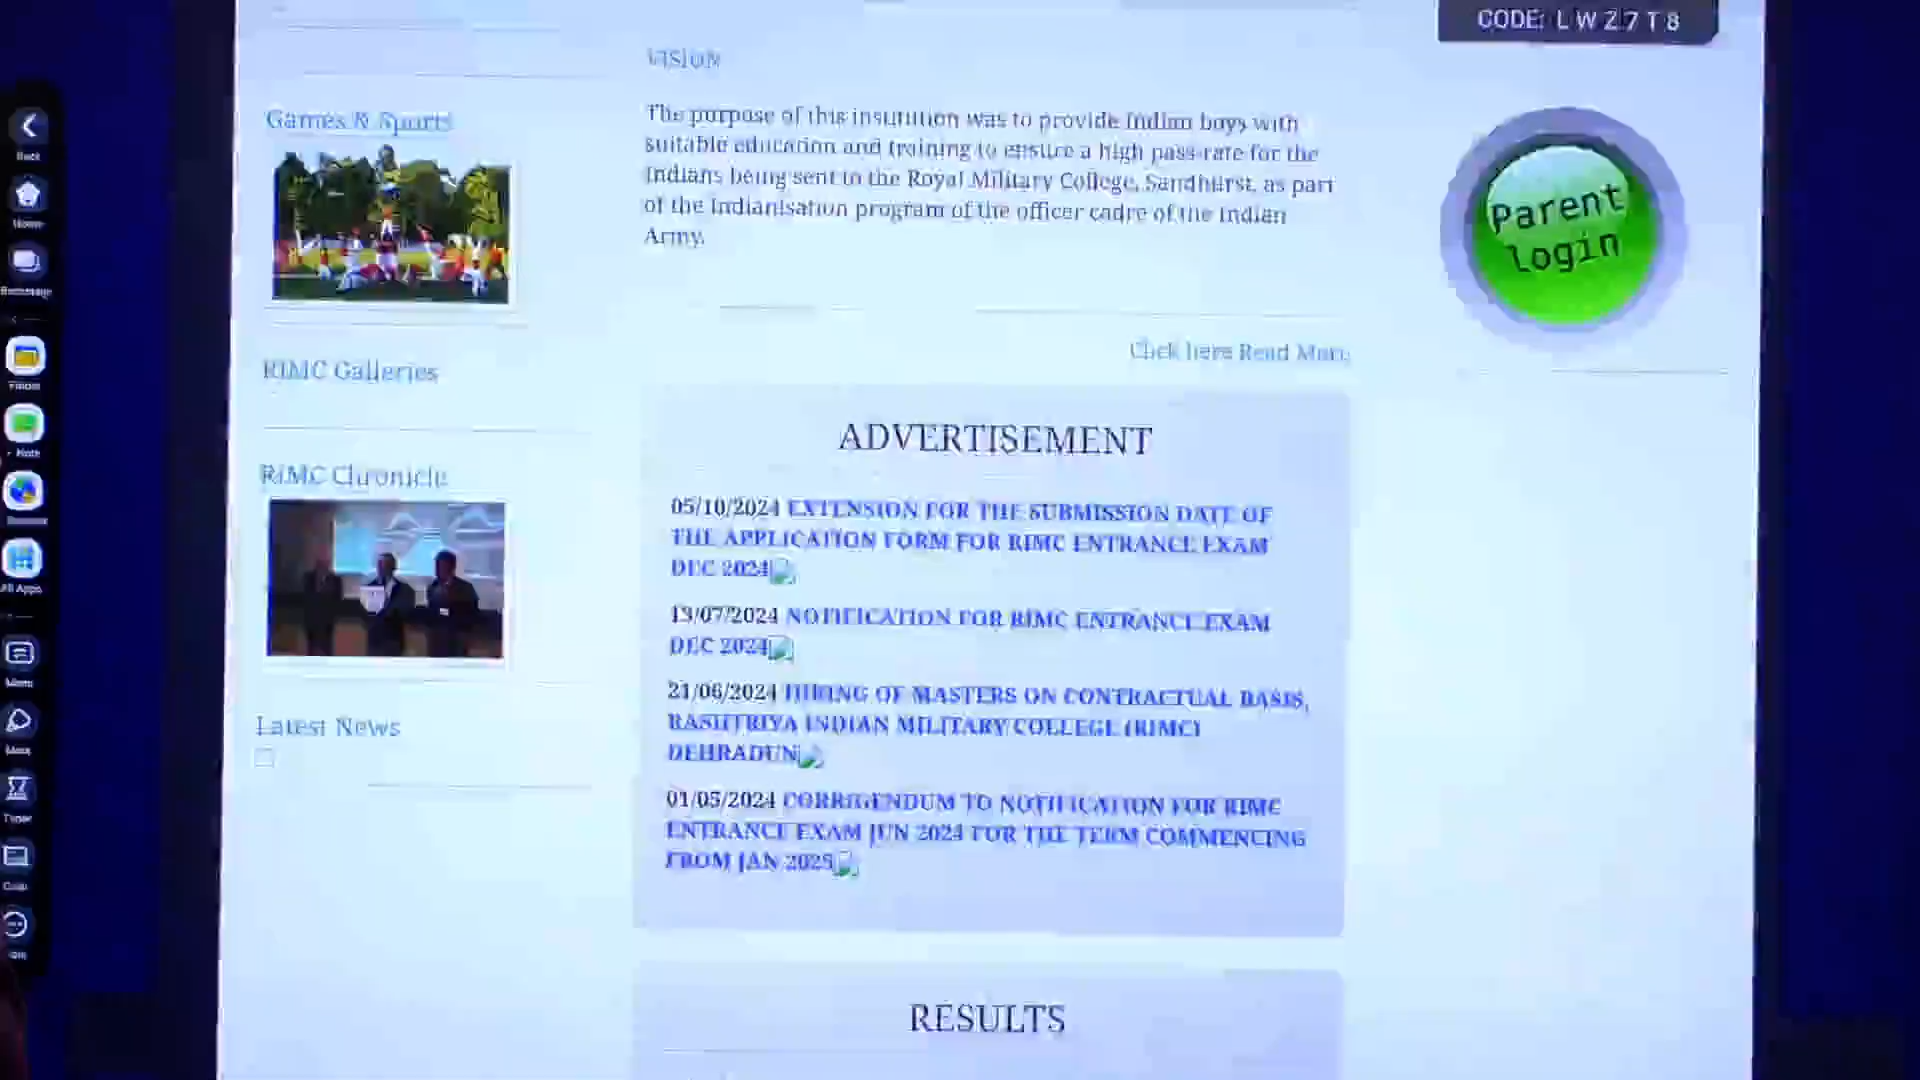 CODE: L W Z 7 T 8
VISION
Games & Sports
The purpose of this institution was to provide Indian boys with
suitable education and training to ensure a high pass-rate for the
Indians being sent to the Royal Military College, Sandhurst, as part
of the Indianisation program of the officer cadre of the Indian
Army.
Parent
login
Click here Read More
RIMC Galleries
RIMC Chronicle
Latest News
ADVERTISEMENT
05/10/2024 EXTENSION FOR THE SUBMISSION DATE OF
THE APPLICATION FORM FOR RIMC ENTRANCE EXAM
DEC 2024
13/07/2024 NOTIFICATION FOR RIMC ENTRANCE EXAM
DEC 2024
21/06/2024 HIRING OF MASTERS ON CONTRACTUAL BASIS,
RASHTRIYA INDIAN MILITARY COLLEGE (RIMC)
DEHRADUN
01/05/2024 CORRIGENDUM TO NOTIFICATION FOR RIMC
ENTRANCE EXAM JUN 2024 FOR THE TERM COMMENCING
FROM JAN 2025
RESULTS
Back
Home
All Apps
Timer